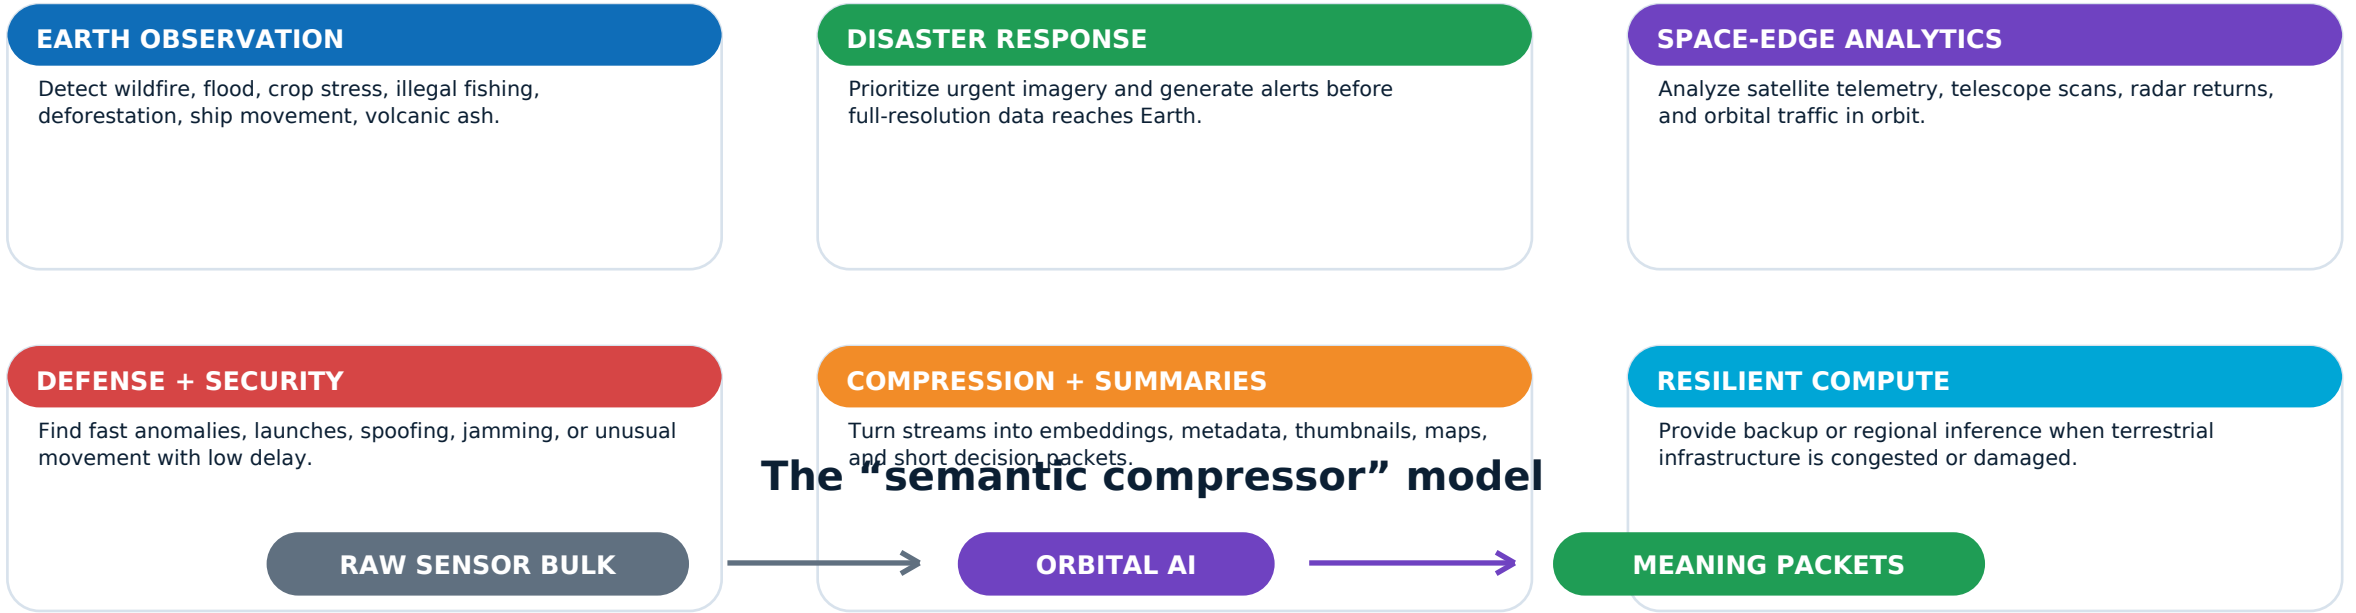 EARTH OBSERVATION
Detect wildfire, flood, crop stress, illegal fishing,
deforestation, ship movement, volcanic ash.
DISASTER RESPONSE
Prioritize urgent imagery and generate alerts before
full-resolution data reaches Earth.
SPACE-EDGE ANALYTICS
Analyze satellite telemetry, telescope scans, radar returns,
and orbital traffic in orbit.
DEFENSE + SECURITY
Find fast anomalies, launches, spoofing, jamming, or unusual
movement with low delay.
COMPRESSION + SUMMARIES
Turn streams into embeddings, metadata, thumbnails, maps,
and short decision packets.
RESILIENT COMPUTE
Provide backup or regional inference when terrestrial
infrastructure is congested or damaged.
The “semantic compressor” model
RAW SENSOR BULK
ORBITAL AI
MEANING PACKETS